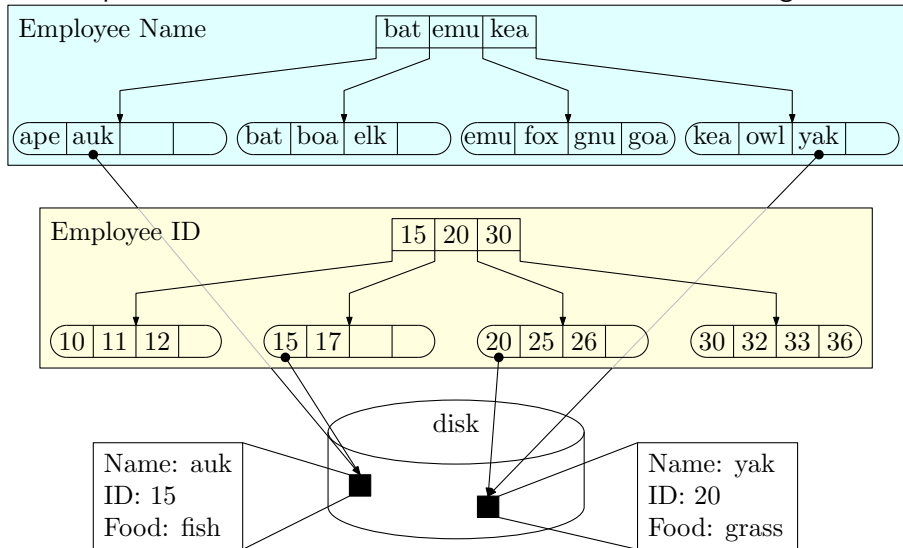 Employee Name
bat emu kea
ape auk
bat boa elk
emu fox gnu goa
kea owl yak
Employee ID
15 20 30
10 11 12
15 17
20 25 26
30 32 33 36
disk
Name: auk
ID: 15
Food: fish
Name: yak
ID: 20
Food: grass